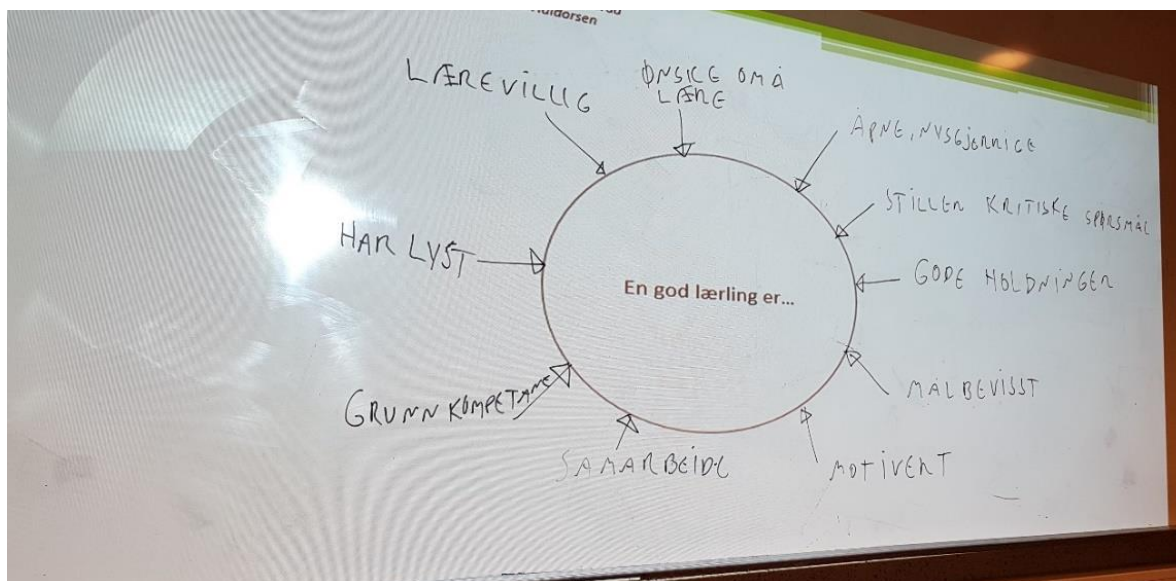 Huldorsen
LÆREVILLIG
ØNSKE OM Å
LÆRE
ÅPNE, NYSGJERRIGE
STILLER KRITISKE SPØRSMÅL
HAR LYST
GODE HOLDNINGER
En god lærling er...
MÅLBEVISST
GRUNNKOMPETANSE
SAMARBEIDE
MOTIVERT